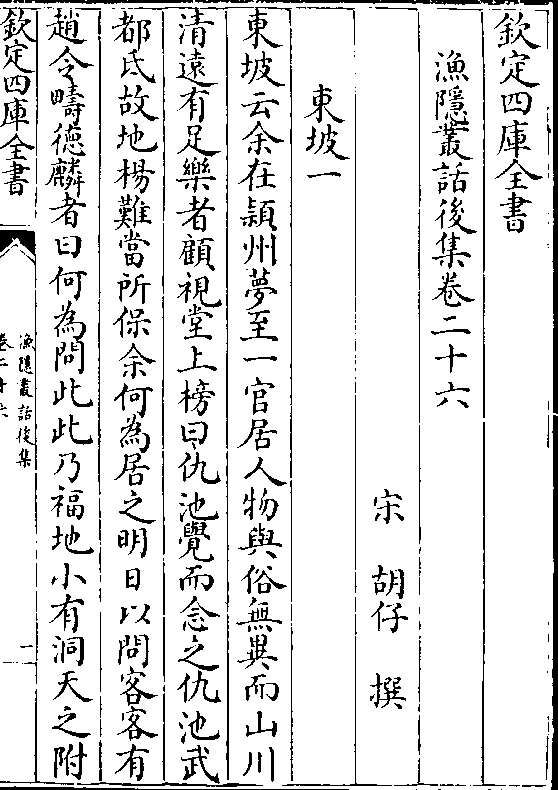 欽定四庫全書
漁隱叢話後集卷二十六
宋 胡仔 撰
東坡一
東坡云余在潁州夢至一官居人物與俗無異而山川
清遠有足樂者顧視堂上榜曰仇池覺而念之仇池武
都氐故地楊難當所保余何為居之明日以問客客有
趙令疇德麟者曰何為問此此乃福地小有洞天之附
欽定四庫全書
漁隱叢話後集
卷二十六
一